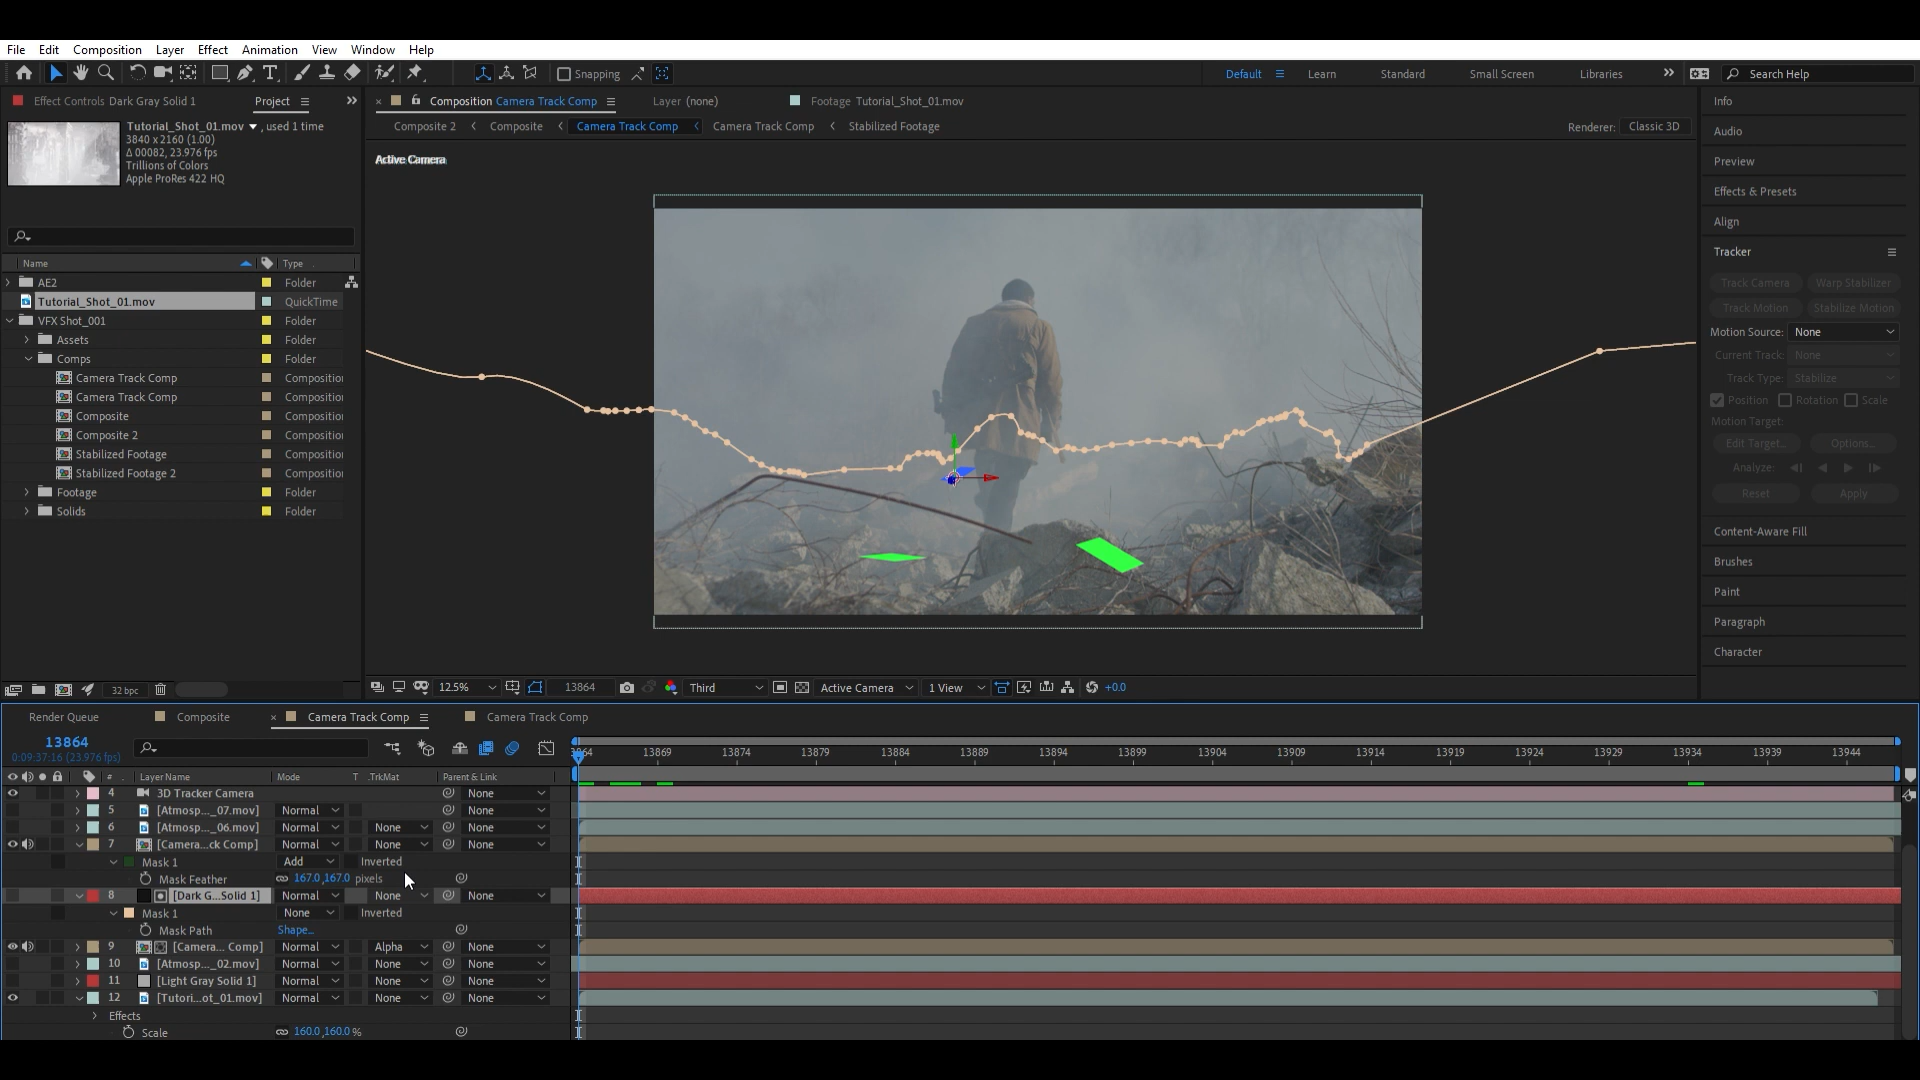 File Edit Composition Layer Effect Animation View Window Help
Snapping
Default Learn Standard Small Screen Libraries Search Help
Effect Controls Dark Gray Solid 1 Project
Composition Camera Track Comp Layer (none) Footage Tutorial_Shot_01.mov
Composite 2 Composite Camera Track Comp Camera Track Comp Stabilized Footage Renderer: Classic 3D
Tutorial_Shot_01.mov , used 1 time
3840 x 2160 (1.00)
Δ 00082, 23.976 fps
Trillions of Colors
Apple ProRes 422 HQ
Name Type
AE2 Folder
Tutorial_Shot_01.mov QuickTime
VFX Shot_001 Folder
Assets Folder
Comps Folder
Camera Track Comp Compositio
Camera Track Comp Compositio
Composite Compositio
Composite 2 Compositio
Stabilized Footage Compositio
Stabilized Footage 2 Compositio
Footage Folder
Solids Folder
32 bpc
Active Camera
12.5% 13864 Third Active Camera 1 View +0.0
Info
Audio
Preview
Effects & Presets
Align
Tracker
Track Camera Warp Stabilizer
Track Motion Stabilize Motion
Motion Source: None
Current Track: None
Track Type: Stabilize
Position Rotation Scale
Motion Target:
Edit Target... Options...
Analyze:
Reset Apply
Content-Aware Fill
Brushes
Paint
Paragraph
Character
Render Queue Composite Camera Track Comp Camera Track Comp
13864
0:09:37:16 (23.976 fps)
13869 13874 13879 13884 13889 13894 13899 13904 13909 13914 13919 13924 13929 13934 13939 13944
# Layer Name Mode T .TrkMat Parent & Link
4 3D Tracker Camera None
5 [Atmosp..._07.mov] Normal None
6 [Atmosp..._06.mov] Normal None None
7 [Camera...ck Comp] Normal None None
Mask 1 Add Inverted
Mask Feather 167.0,167.0 pixels
8 [Dark G...Solid 1] Normal None None
Mask 1 None Inverted
Mask Path Shape...
9 [Camera... Comp] Normal Alpha None
10 [Atmosp..._02.mov] Normal None None
11 [Light Gray Solid 1] Normal None None
12 [Tutori...ot_01.mov] Normal None None
Effects
Scale 160.0,160.0 %